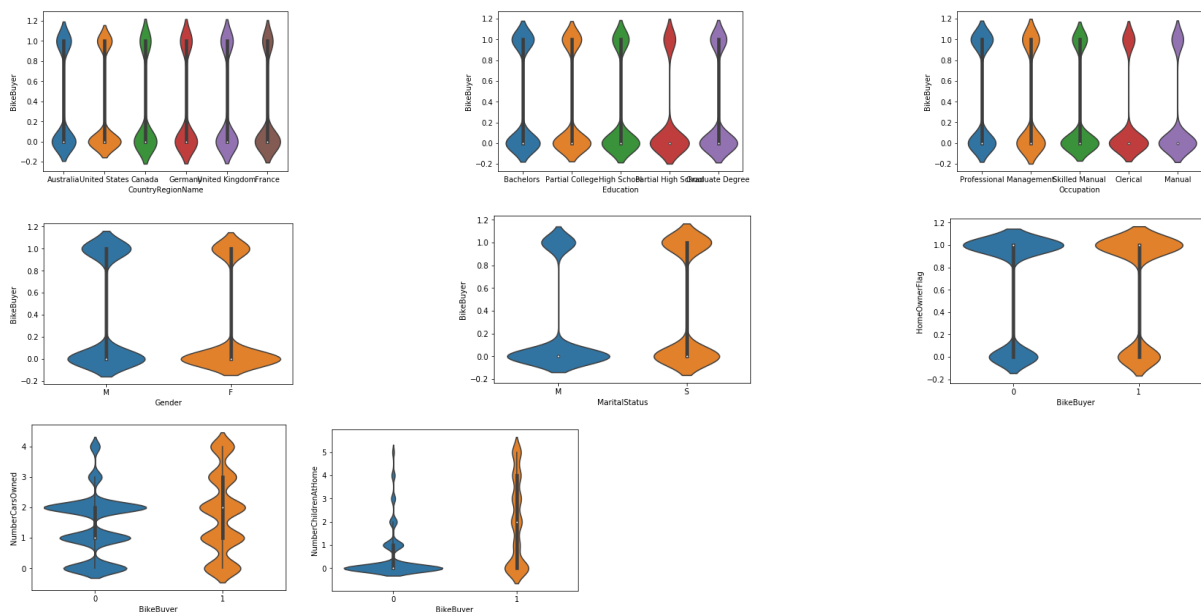 1.2
1.0
0.8
0.6
0.4
0.2
0.0
−0.2
BikeBuyer
Australia United States Canada Germany United Kingdom France
CountryRegionName
1.2
1.0
0.8
0.6
0.4
0.2
0.0
−0.2
BikeBuyer
Bachelors Partial College High School Partial High School Graduate Degree
Education
1.2
1.0
0.8
0.6
0.4
0.2
0.0
−0.2
BikeBuyer
Professional Management Skilled Manual Clerical Manual
Occupation
1.2
1.0
0.8
0.6
0.4
0.2
0.0
−0.2
BikeBuyer
M F
Gender
1.2
1.0
0.8
0.6
0.4
0.2
0.0
−0.2
BikeBuyer
M S
MaritalStatus
1.2
1.0
0.8
0.6
0.4
0.2
0.0
−0.2
HomeOwnerFlag
0 1
BikeBuyer
4
3
2
1
0
NumberCarsOwned
0 1
BikeBuyer
5
4
3
2
1
0
NumberChildrenAtHome
0 1
BikeBuyer